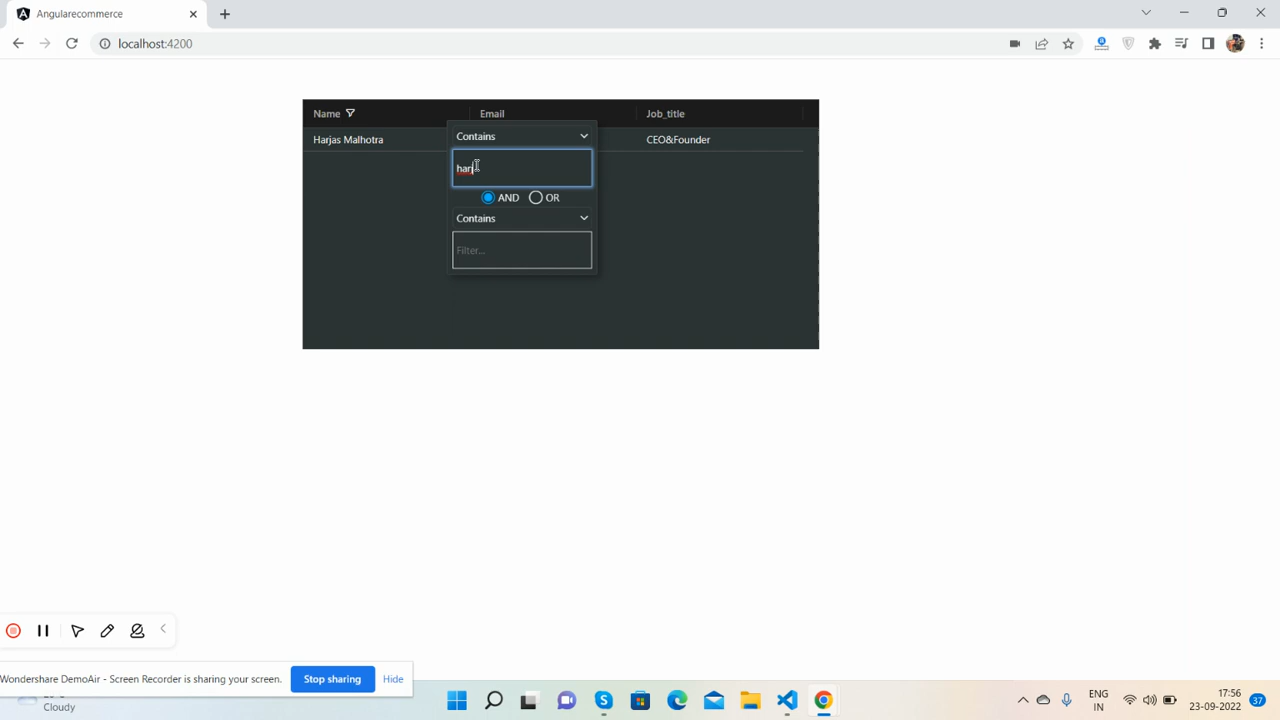 Angularecommerce
localhost:4200
Name Email Job_title
Harjas Malhotra CEO&Founder
Contains
harj
AND OR
Contains
Filter...
Wondershare DemoAir - Screen Recorder is sharing your screen. Stop sharing Hide
Cloudy
ENG
IN
17:56
23-09-2022
37